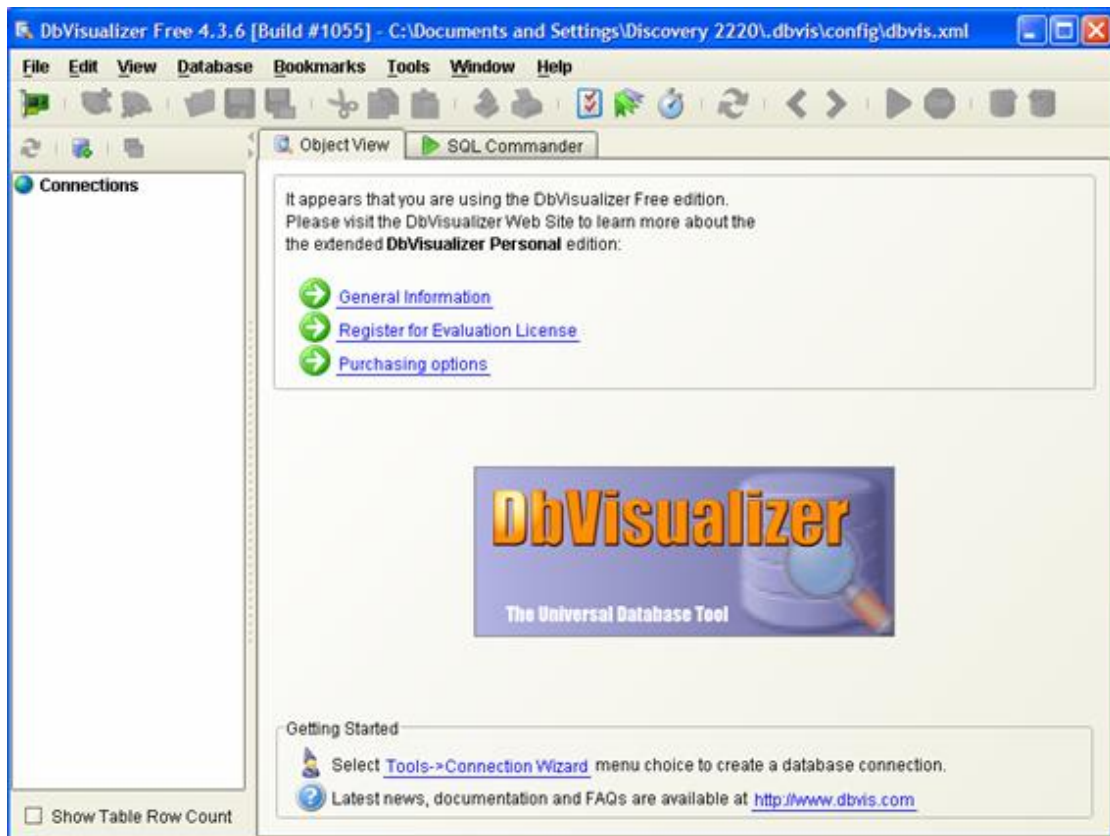 DbVisualizer Free 4.3.6 [Build #1055] - C:\Documents and Settings\Discovery 2220\.dbvis\config\dbvis.xml
File Edit View Database Bookmarks Tools Window Help
Object View SQL Commander
Connections
It appears that you are using the DbVisualizer Free edition.
Please visit the DbVisualizer Web Site to learn more about the
the extended DbVisualizer Personal edition:
General Information
Register for Evaluation License
Purchasing options
DbVisualizer
The Universal Database Tool
Getting Started
Select Tools->Connection Wizard menu choice to create a database connection.
Latest news, documentation and FAQs are available at http://www.dbvis.com
Show Table Row Count